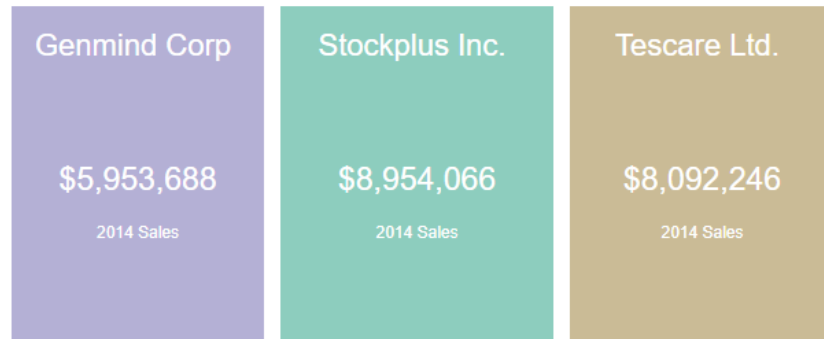 Genmind Corp
$5,953,688
2014 Sales
Stockplus Inc.
$8,954,066
2014 Sales
Tescare Ltd.
$8,092,246
2014 Sales